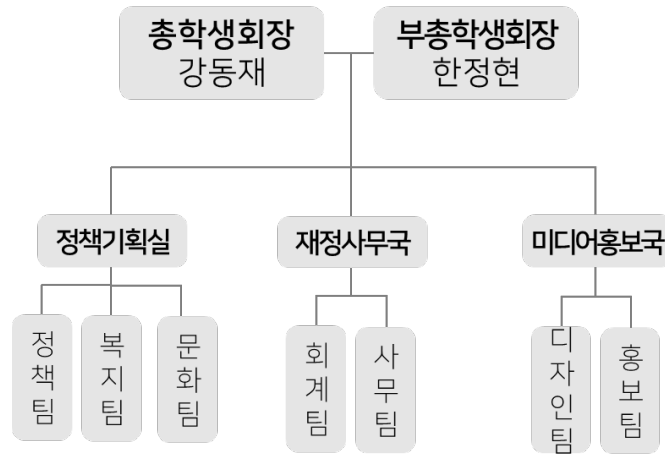 총학생회장
강동재
부총학생회장
한정현
정책기획실
재정사무국
미디어홍보국
정책팀
복지팀
문화팀
회계팀
사무팀
디자인팀
홍보팀